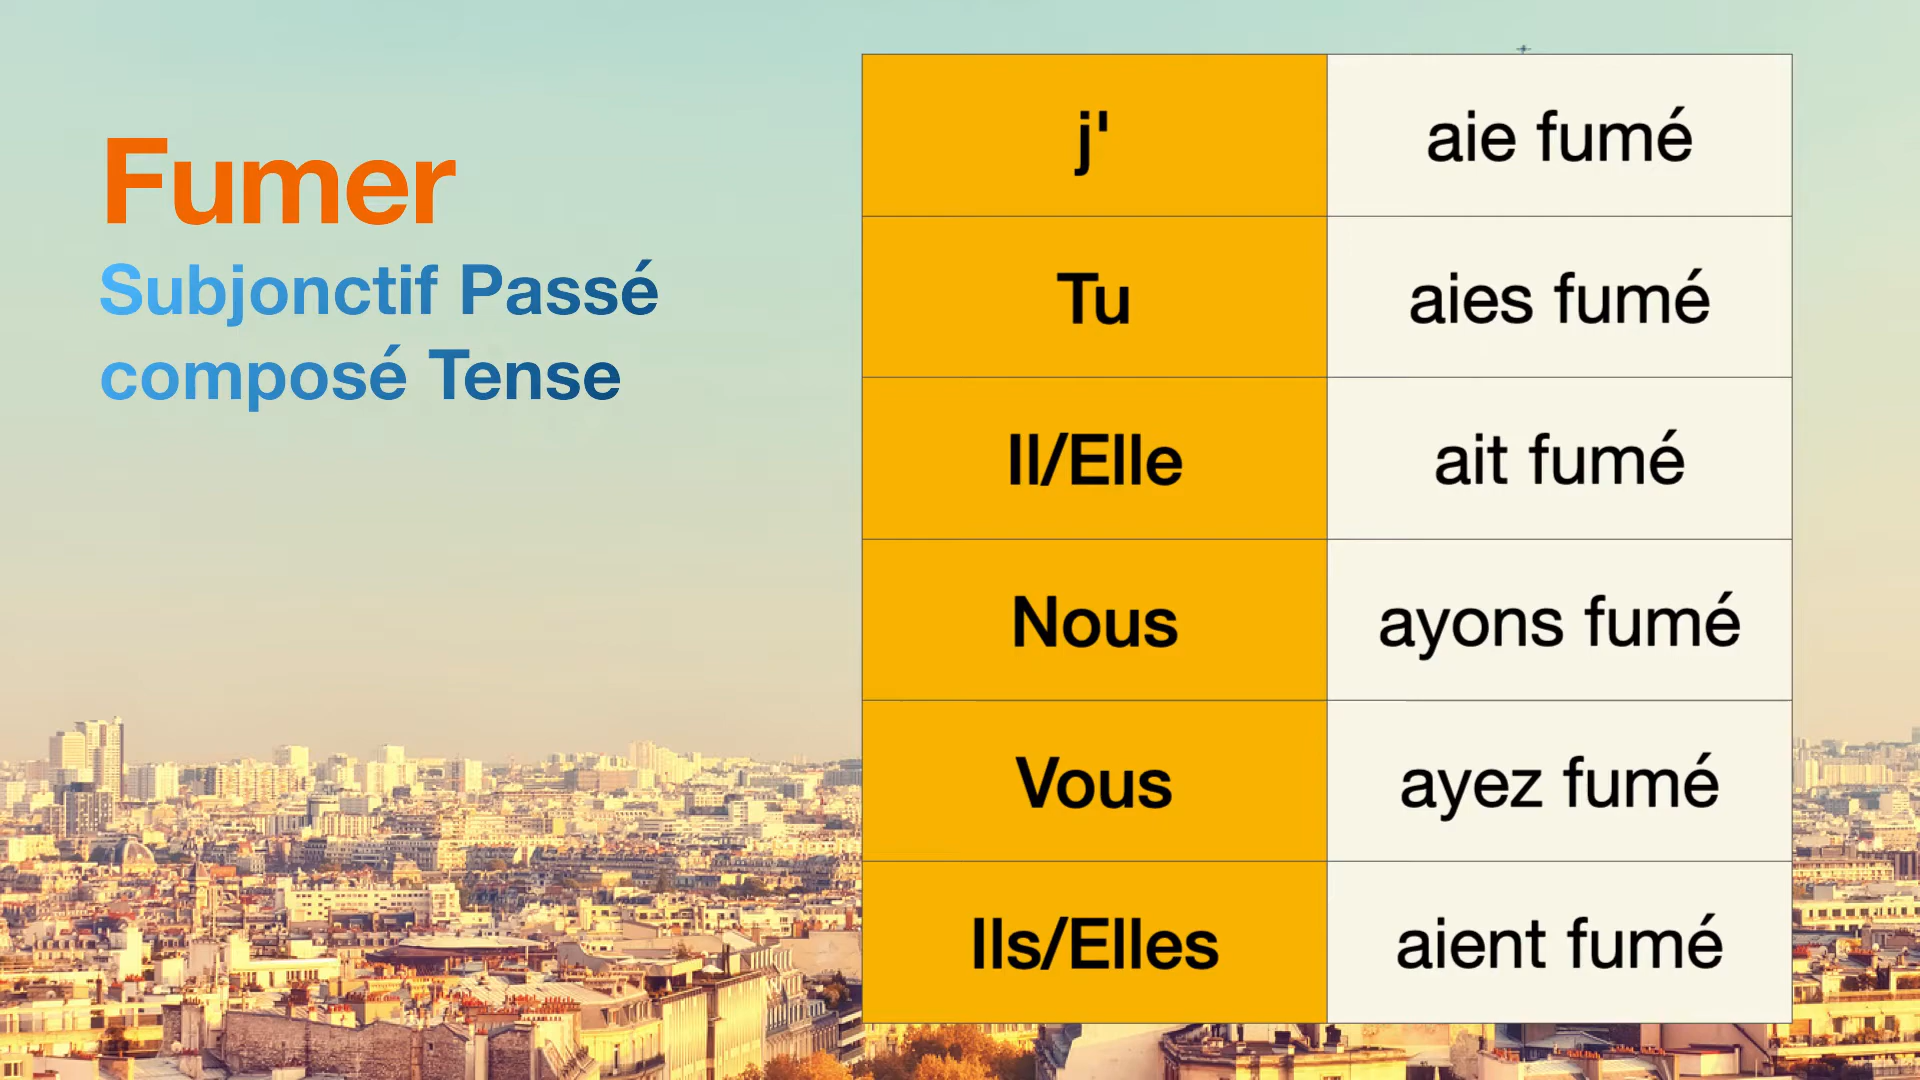 Fumer
Subjonctif Passé
composé Tense
j' aie fumé
Tu aies fumé
Il/Elle ait fumé
Nous ayons fumé
Vous ayez fumé
Ils/Elles aient fumé